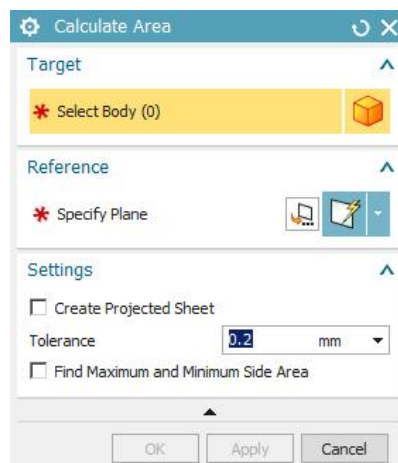 Calculate Area
Target
* Select Body (0)
Reference
* Specify Plane
Settings
Create Projected Sheet
Tolerance 0.2 mm
Find Maximum and Minimum Side Area
OK Apply Cancel